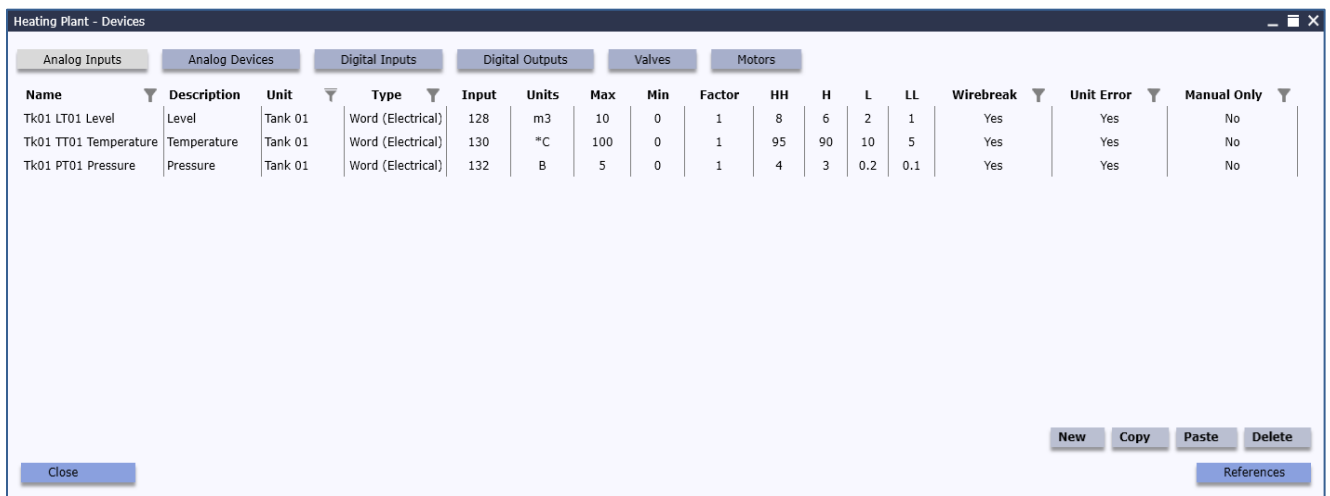 Heating Plant - Devices
Analog Inputs Analog Devices Digital Inputs Digital Outputs Valves Motors
Name Description Unit Type Input Units Max Min Factor HH H L LL Wirebreak Unit Error Manual Only
Tk01 LT01 Level Level Tank 01 Word (Electrical) 128 m3 10 0 1 8 6 2 1 Yes Yes No
Tk01 TT01 Temperature Temperature Tank 01 Word (Electrical) 130 *C 100 0 1 95 90 10 5 Yes Yes No
Tk01 PT01 Pressure Pressure Tank 01 Word (Electrical) 132 B 5 0 1 4 3 0.2 0.1 Yes Yes No
New Copy Paste Delete
Close References